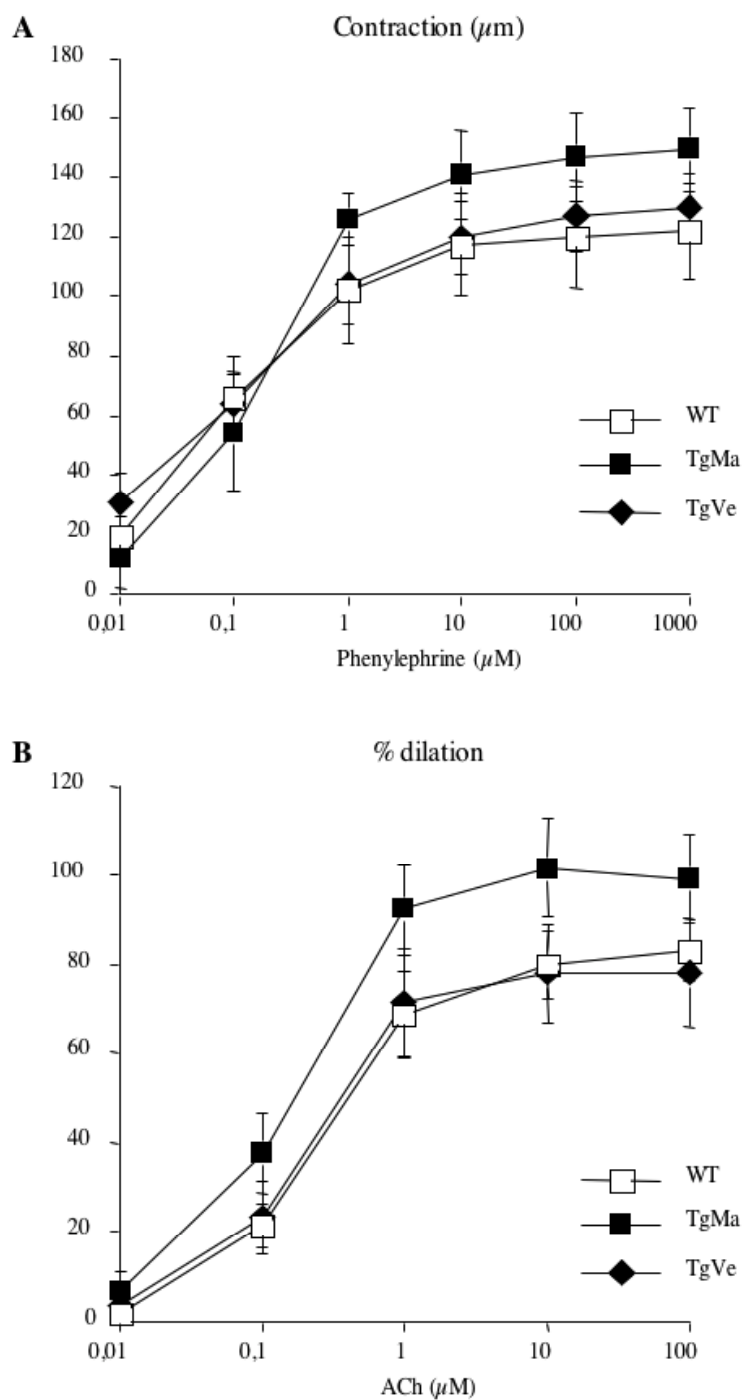 A
Contraction (µm)
180
160
140
120
100
80
60
40
20
0
WT
TgMa
TgVe
0,01 0,1 1 10 100 1000
Phenylephrine (µM)
B
% dilation
120
100
80
60
40
20
0
WT
TgMa
TgVe
0,01 0,1 1 10 100
ACh (µM)